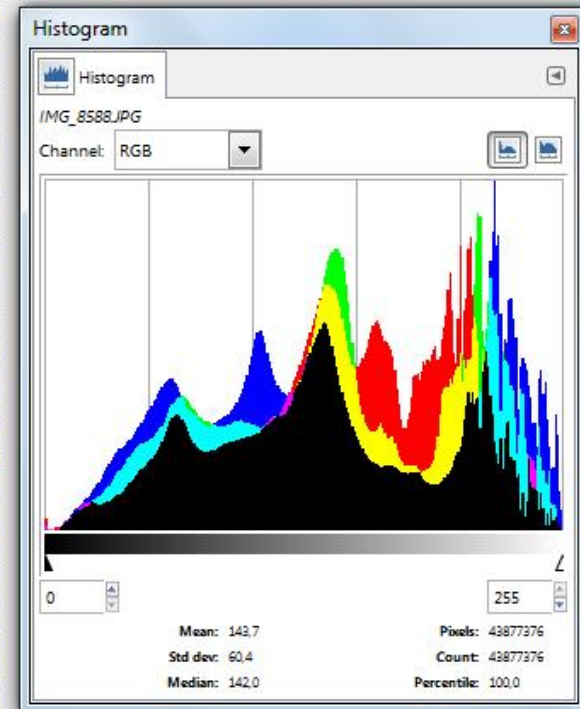 Histogram
Histogram
IMG_8588.JPG
Channel: RGB
0 255
Mean: 143,7 Pixels: 43877376
Std dev: 60,4 Count: 43877376
Median: 142,0 Percentile: 100,0